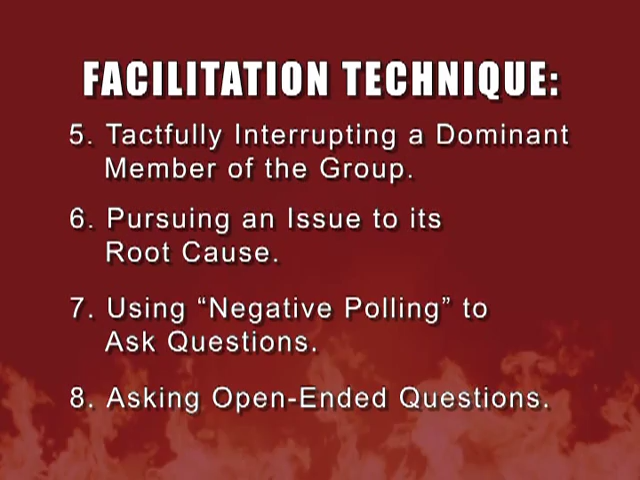 FACILITATION TECHNIQUE:
5. Tactfully Interrupting a Dominant
Member of the Group.
6. Pursuing an Issue to its
Root Cause.
7. Using “Negative Polling” to
Ask Questions.
8. Asking Open-Ended Questions.